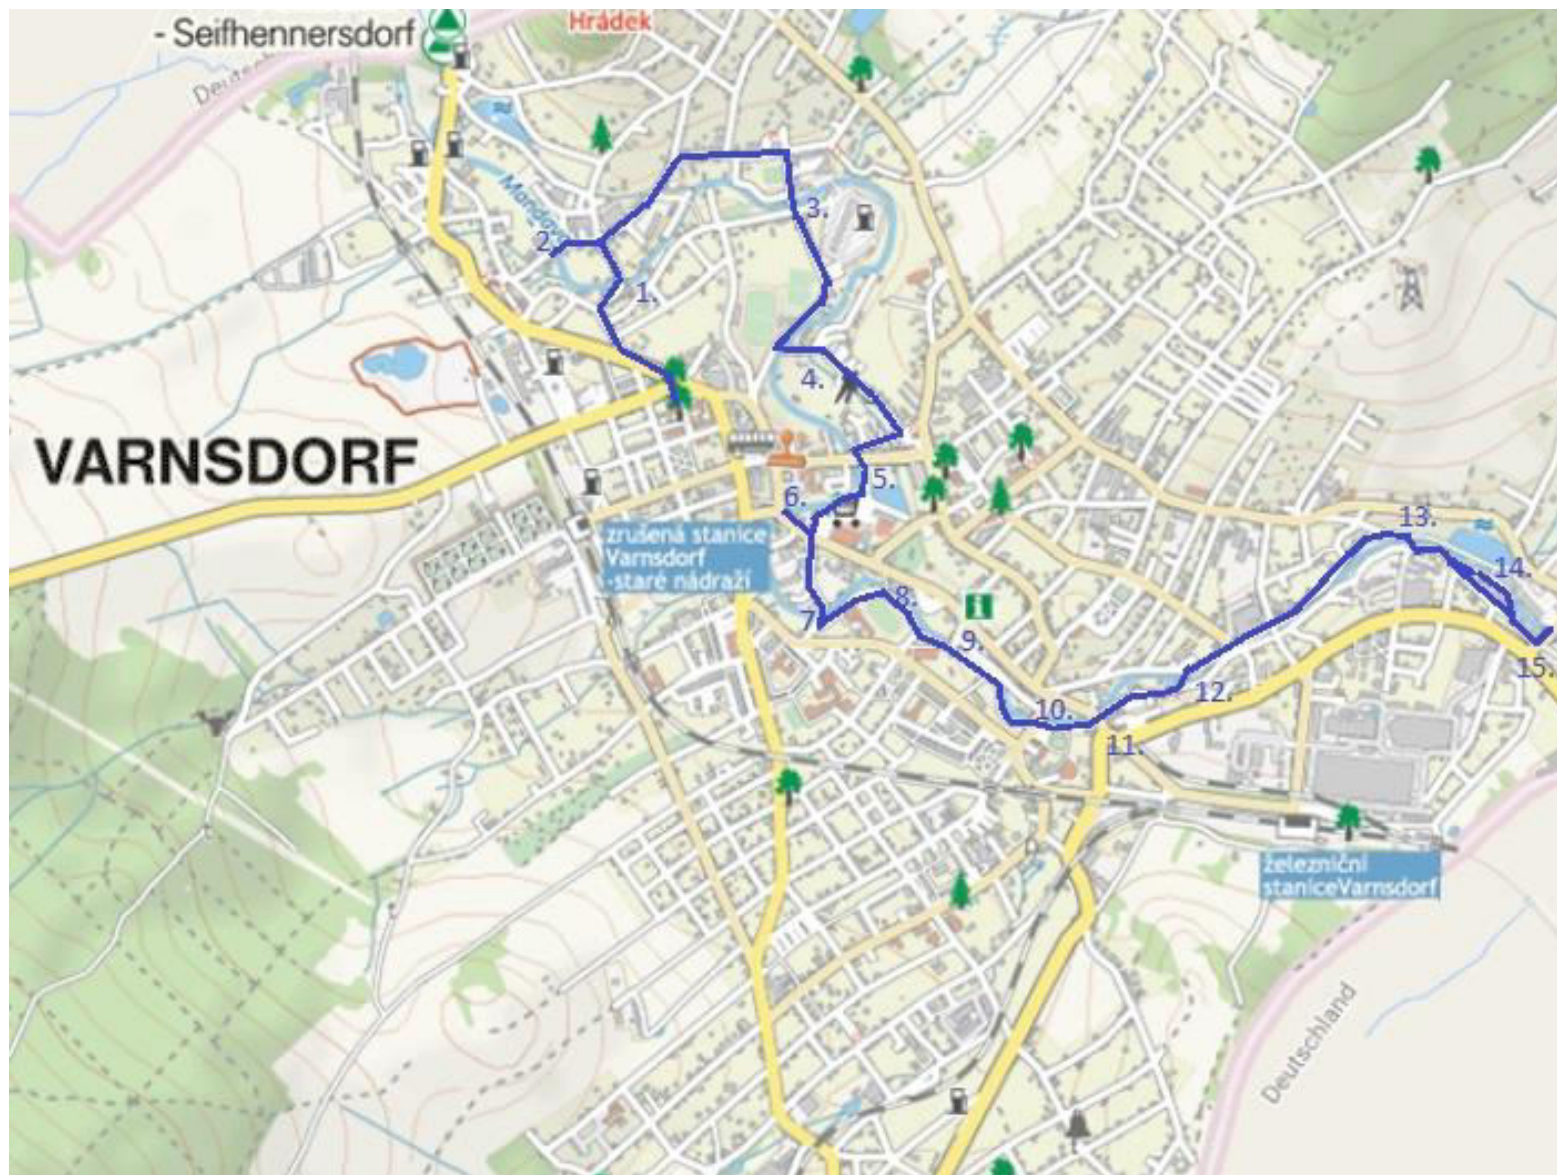 Hrádek
- Seifhennersdorf
Mandava
2.
3.
1.
4.
VARNSDORF
5.
6.
zrušená stanice
Varnsdorf
-staré nádraží
13.
14.
8.
7.
9.
15.
12.
10.
11.
železniční
staniceVarnsdorf
Deutschland